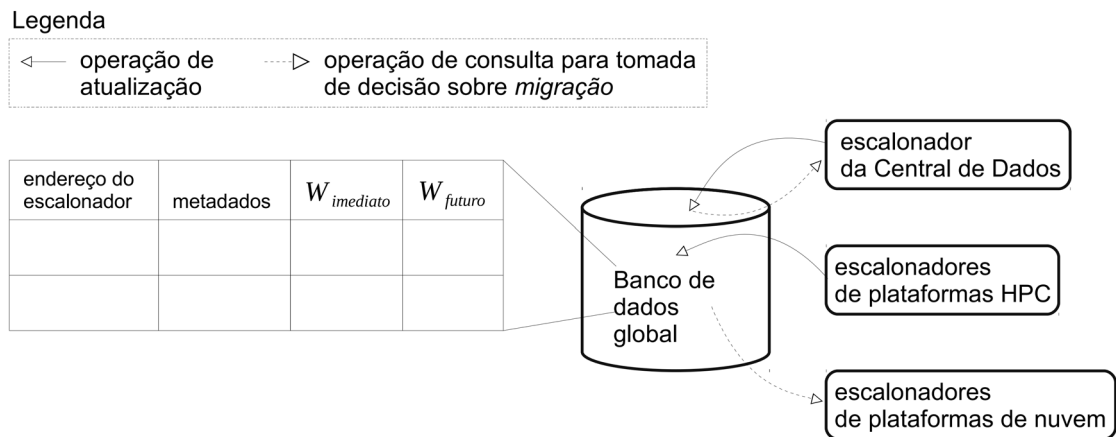 Legenda
operação de
atualização
operação de consulta para tomada
de decisão sobre migração
endereço do
escalonador
metadados
W imediato
W futuro
Banco de
dados
global
escalonador
da Central de Dados
escalonadores
de plataformas HPC
escalonadores
de plataformas de nuvem